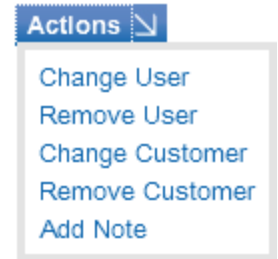 Actions
Change User
Remove User
Change Customer
Remove Customer
Add Note